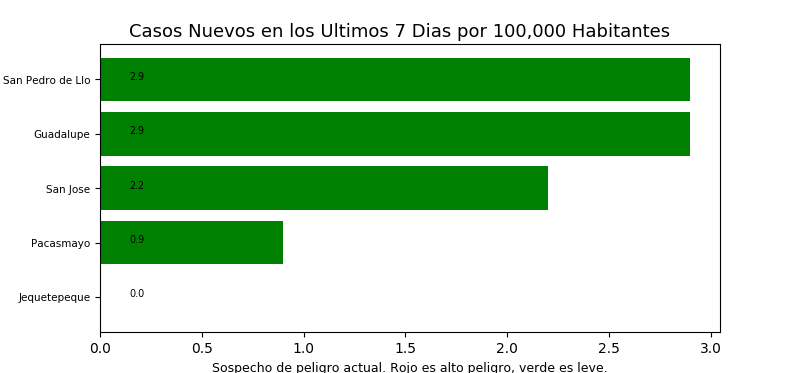 Casos Nuevos en los Ultimos 7 Dias por 100,000 Habitantes
San Pedro de Llo 2.9
Guadalupe 2.9
San Jose 2.2
Pacasmayo 0.9
Jequetepeque 0.0
0.0 0.5 1.0 1.5 2.0 2.5 3.0
Sospecho de peligro actual. Rojo es alto peligro, verde es leve.